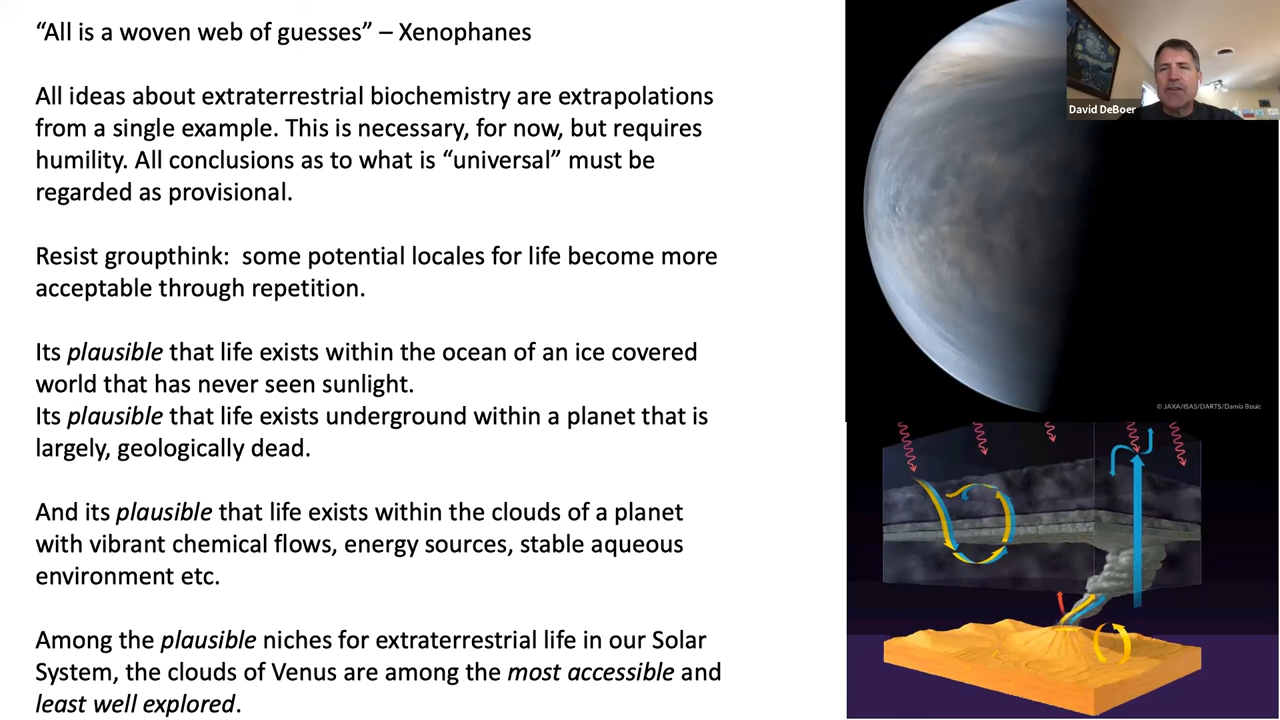 “All is a woven web of guesses” – Xenophanes
All ideas about extraterrestrial biochemistry are extrapolations
from a single example. This is necessary, for now, but requires
humility. All conclusions as to what is “universal” must be
regarded as provisional.
Resist groupthink:  some potential locales for life become more
acceptable through repetition.
Its plausible that life exists within the ocean of an ice covered
world that has never seen sunlight.
Its plausible that life exists underground within a planet that is
largely, geologically dead.
And its plausible that life exists within the clouds of a planet
with vibrant chemical flows, energy sources, stable aqueous
environment etc.
Among the plausible niches for extraterrestrial life in our Solar
System, the clouds of Venus are among the most accessible and
least well explored.
David DeBoer
© JAXA/ISAS/DARTS/Damia Bouic